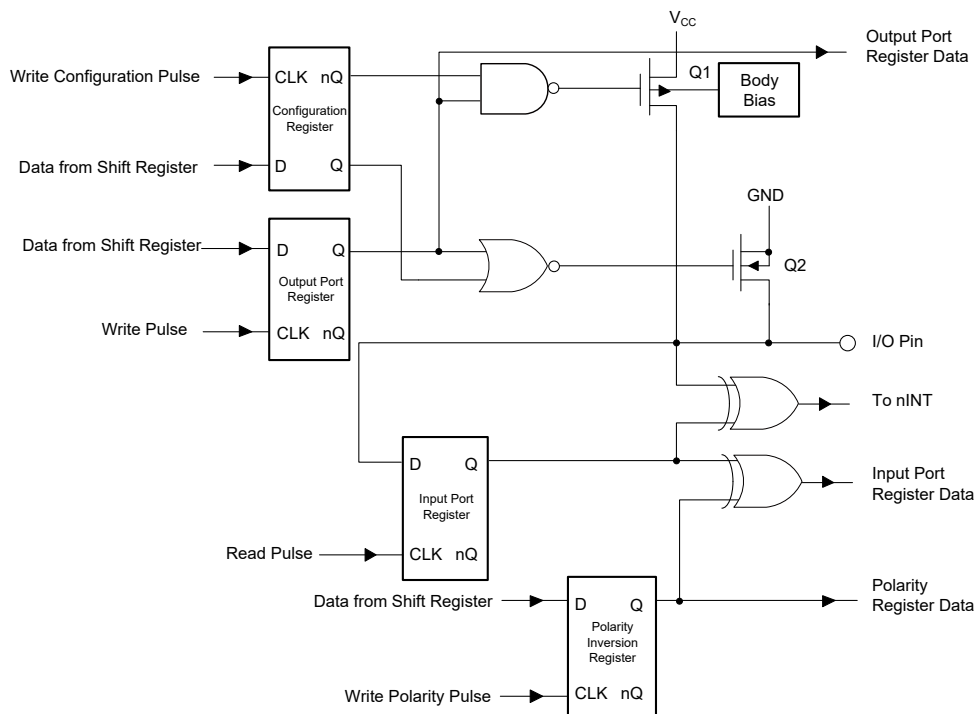 V_CC
Output Port
Register Data
Write Configuration Pulse
CLK nQ
Q1
Body
Bias
Configuration
Register
Data from Shift Register
D Q
GND
Data from Shift Register
D Q
Q2
Output Port
Register
Write Pulse
CLK nQ
I/O Pin
To nINT
D Q
Input Port
Register Data
Input Port
Register
Read Pulse
CLK nQ
Data from Shift Register
D Q
Polarity
Register Data
Polarity
Inversion
Register
Write Polarity Pulse
CLK nQ